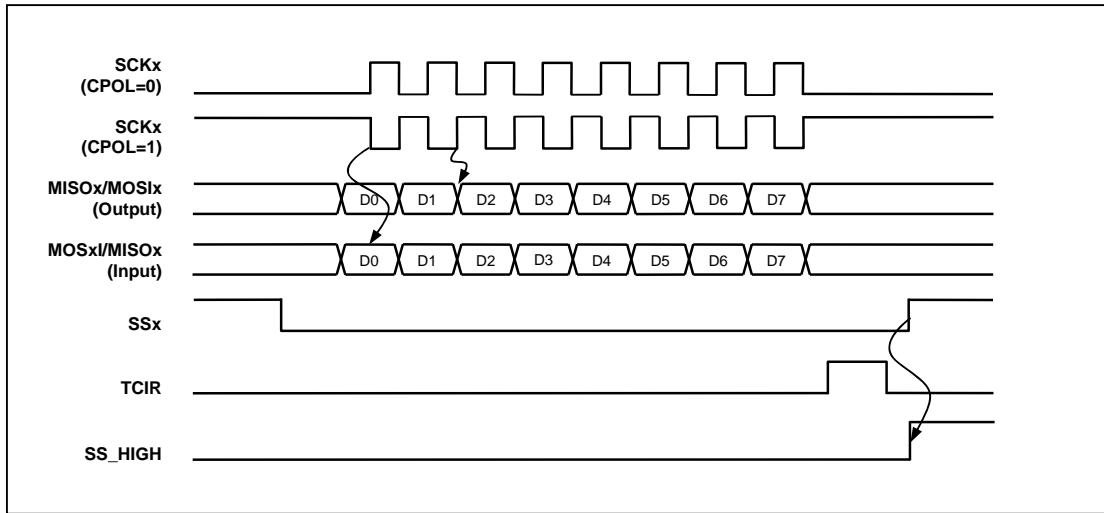 SCKx
(CPOL=0)
SCKx
(CPOL=1)
MISOx/MOSIx
(Output)
D0 D1 D2 D3 D4 D5 D6 D7
MOSxI/MISOx
(Input)
D0 D1 D2 D3 D4 D5 D6 D7
SSx
TCIR
SS_HIGH